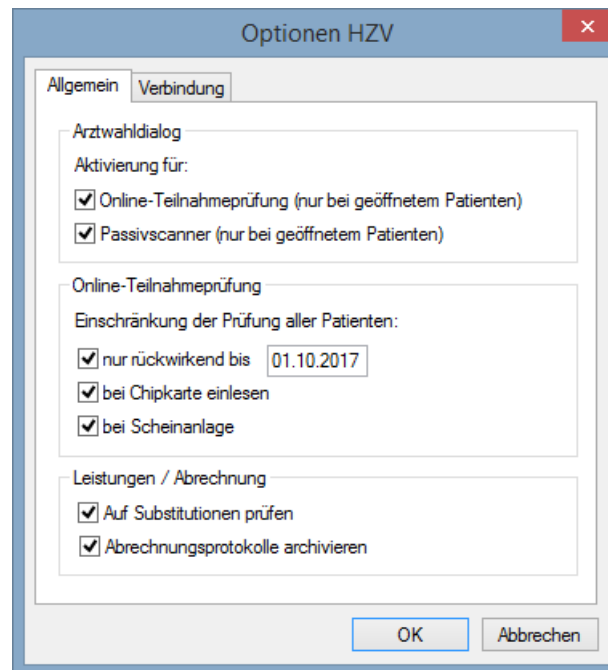 Optionen HZV
Allgemein Verbindung
Arztwahldialog
Aktivierung für:
Online-Teilnahmeprüfung (nur bei geöffnetem Patienten)
Passivscanner (nur bei geöffnetem Patienten)
Online-Teilnahmeprüfung
Einschränkung der Prüfung aller Patienten:
nur rückwirkend bis 01.10.2017
bei Chipkarte einlesen
bei Scheinanlage
Leistungen / Abrechnung
Auf Substitutionen prüfen
Abrechnungsprotokolle archivieren
OK Abbrechen